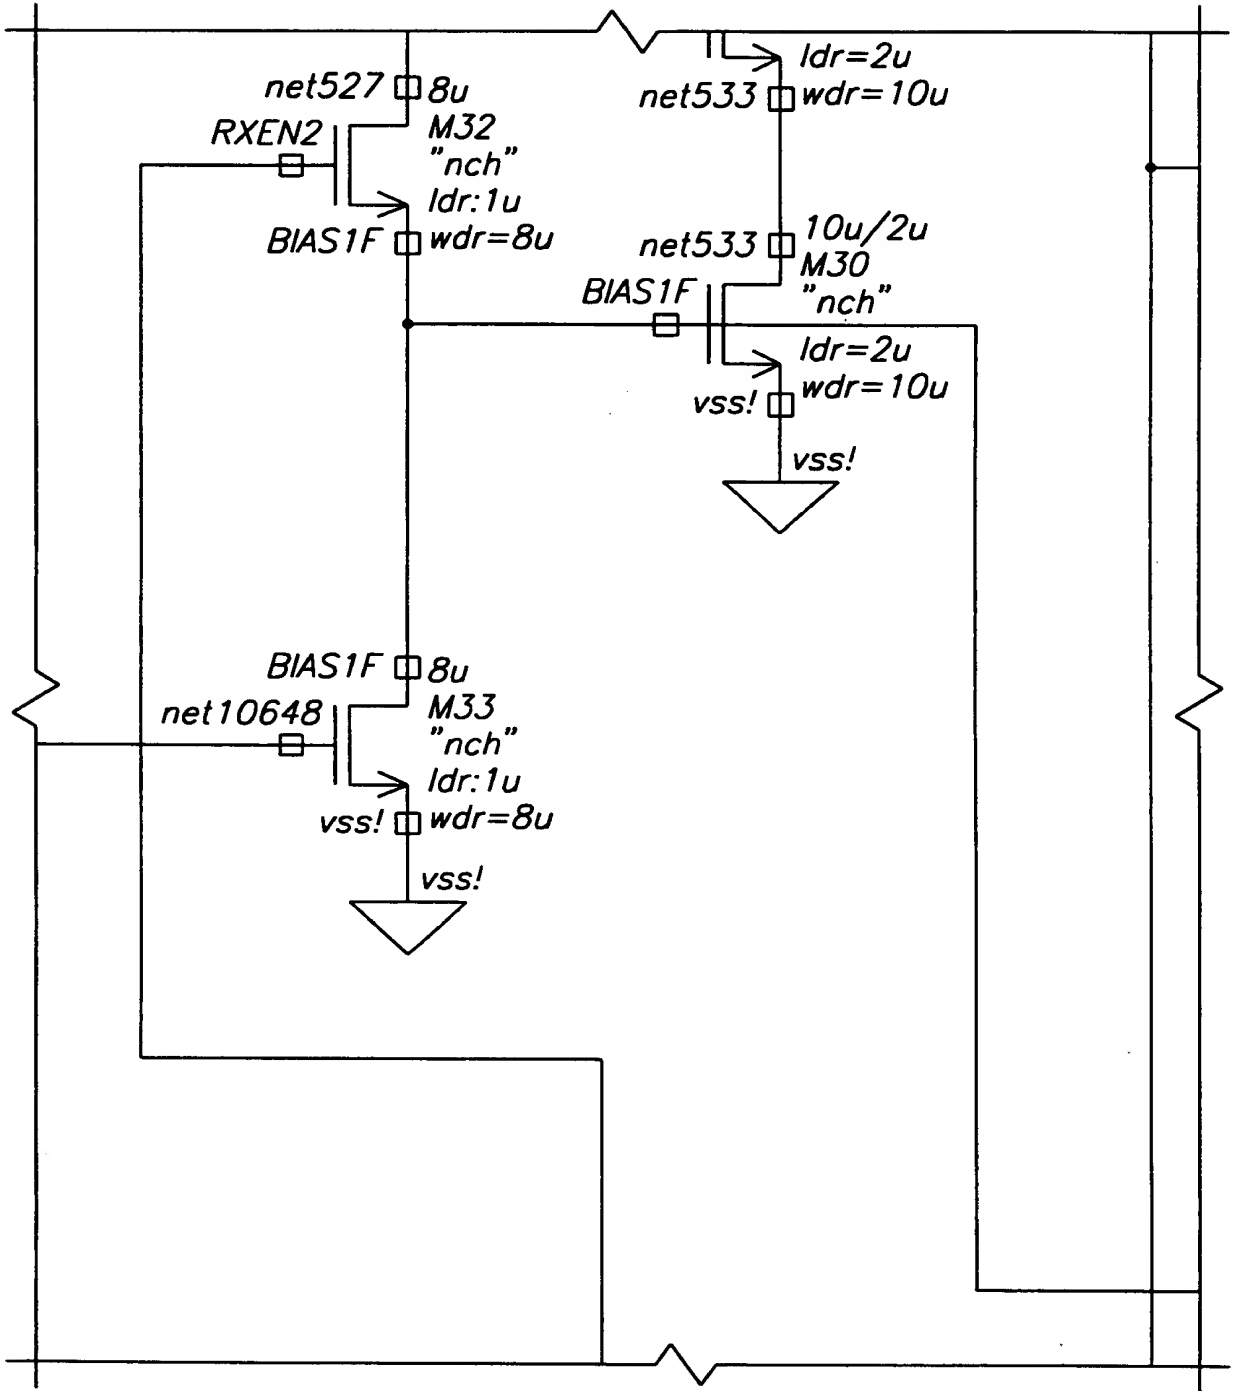 ldr=2u
net533 wdr=10u
net527 8u
RXEN2 M32
"nch"
ldr:1u
BIAS1F wdr=8u
net533 10u/2u
M30
BIAS1F "nch"
ldr=2u
wdr=10u
vss!
vss!
BIAS1F 8u
net10648 M33
"nch"
ldr:1u
vss! wdr=8u
vss!